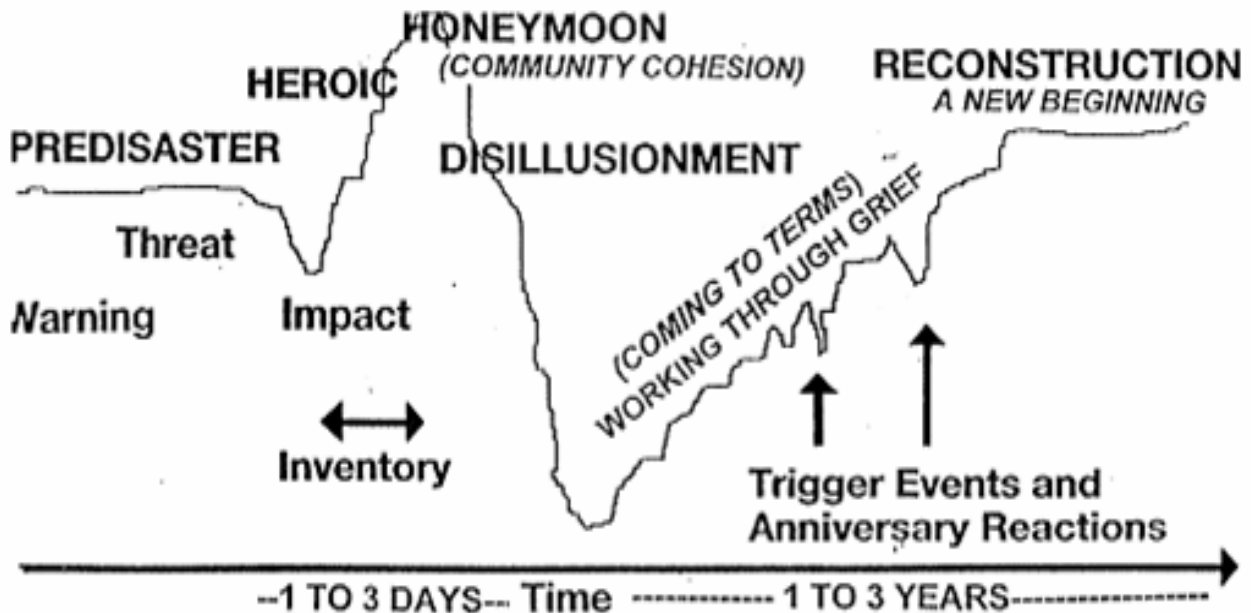 HONEYMOON
(COMMUNITY COHESION)
HEROIC
RECONSTRUCTION
A NEW BEGINNING
PREDISASTER
DISILLUSIONMENT
Threat
(COMING TO TERMS)
WORKING THROUGH GRIEF
Warning
Impact
Inventory
Trigger Events and
Anniversary Reactions
--1 TO 3 DAYS-- Time ---------- 1 TO 3 YEARS----------